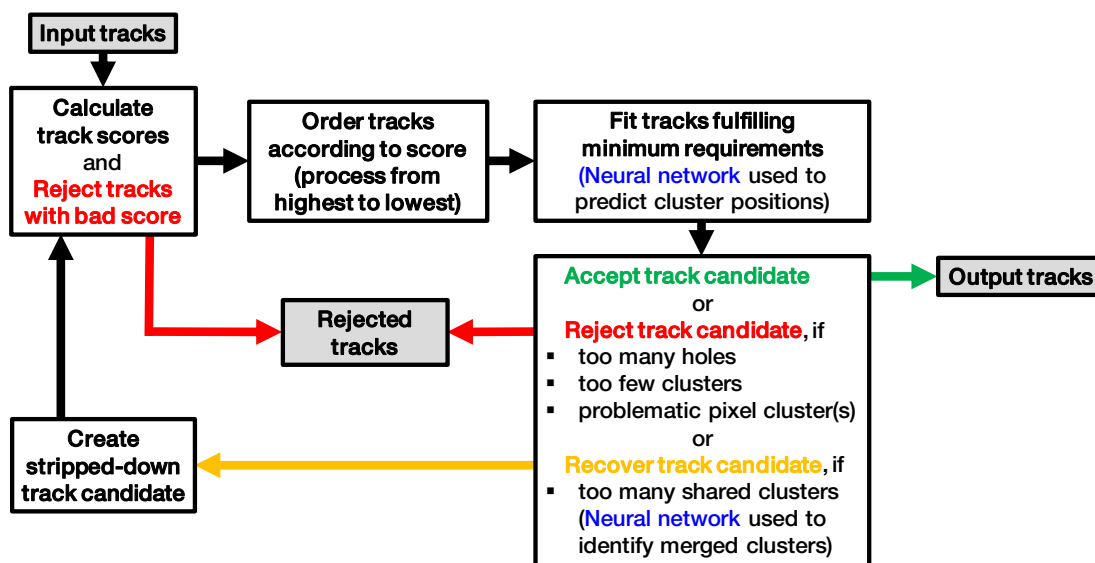 Input tracks
Calculate
track scores
and
Reject tracks
with bad score
Order tracks
according to score
(process from
highest to lowest)
Fit tracks fulfilling
minimum requirements
(Neural network used to
predict cluster positions)
Accept track candidate
or
Reject track candidate, if
▪ too many holes
▪ too few clusters
▪ problematic pixel cluster(s)
or
Recover track candidate, if
▪ too many shared clusters
(Neural network used to
identify merged clusters)
Output tracks
Rejected
tracks
Create
stripped-down
track candidate